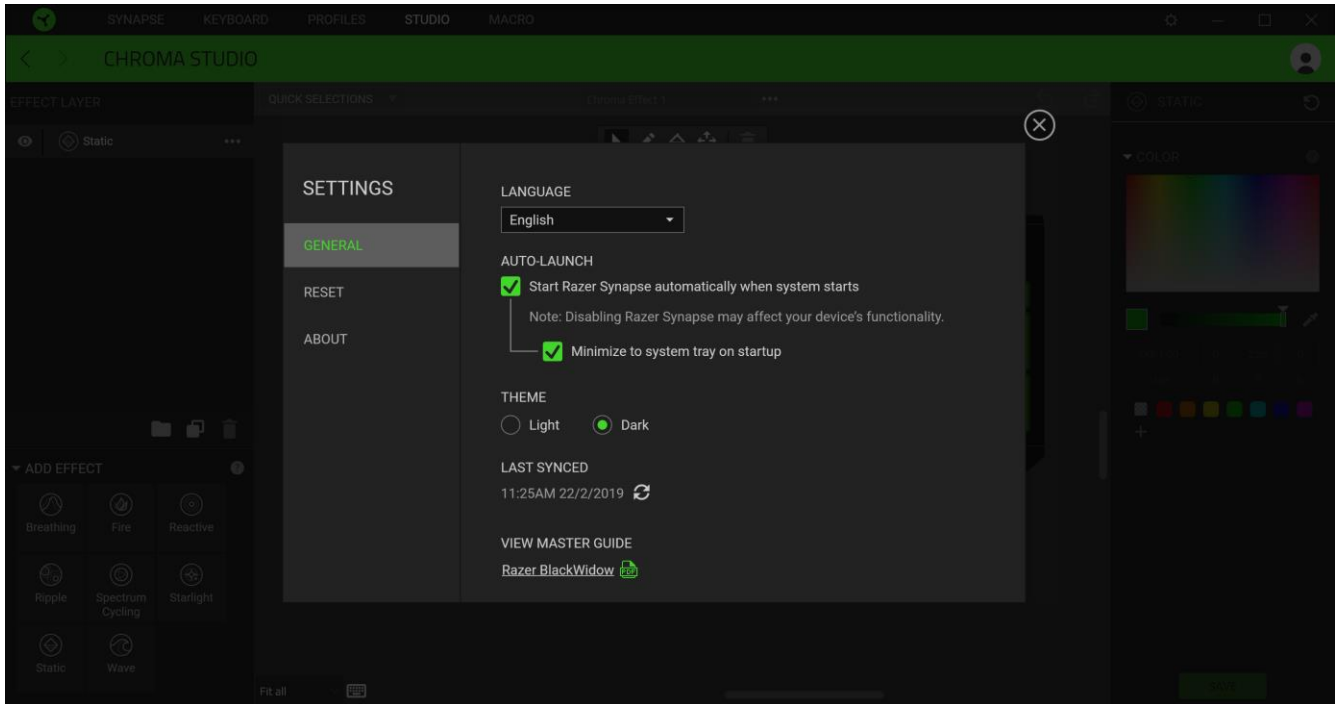 SYNAPSE KEYBOARD PROFILES STUDIO MACRO
CHROMA STUDIO
EFFECT LAYER
QUICK SELECTIONS
Chroma Effect 1
STATIC
Static
COLOR
SETTINGS
GENERAL
RESET
ABOUT
LANGUAGE
English
AUTO-LAUNCH
Start Razer Synapse automatically when system starts
Note: Disabling Razer Synapse may affect your device's functionality.
Minimize to system tray on startup
THEME
Light Dark
LAST SYNCED
11:25AM 22/2/2019
VIEW MASTER GUIDE
Razer BlackWidow PDF
ADD EFFECT
Breathing Fire Reactive
Ripple Spectrum Starlight
Cycling
Static Wave
Fit all
SAVE